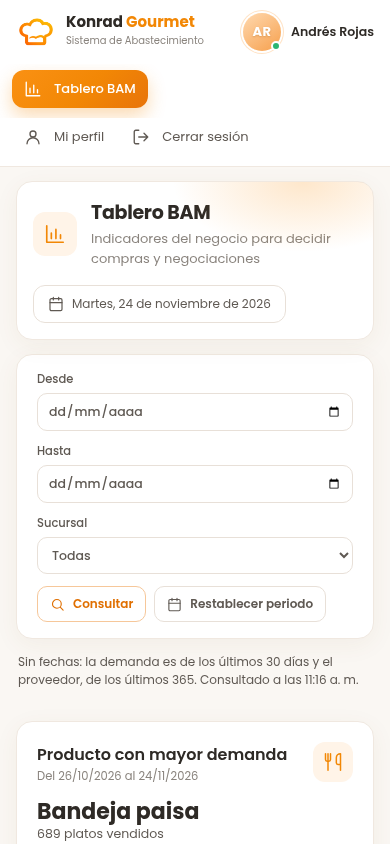 Konrad Gourmet
Sistema de Abastecimiento
AR
Andrés Rojas
Tablero BAM
Mi perfil
Cerrar sesión
Tablero BAM
Indicadores del negocio para decidir
compras y negociaciones
Martes, 24 de noviembre de 2026
Desde
dd/mm/aaaa
Hasta
dd/mm/aaaa
Sucursal
Todas
Consultar
Restablecer periodo
Sin fechas: la demanda es de los últimos 30 días y el
proveedor, de los últimos 365. Consultado a las 11:16 a. m.
Producto con mayor demanda
Del 26/10/2026 al 24/11/2026
Bandeja paisa
689 platos vendidos